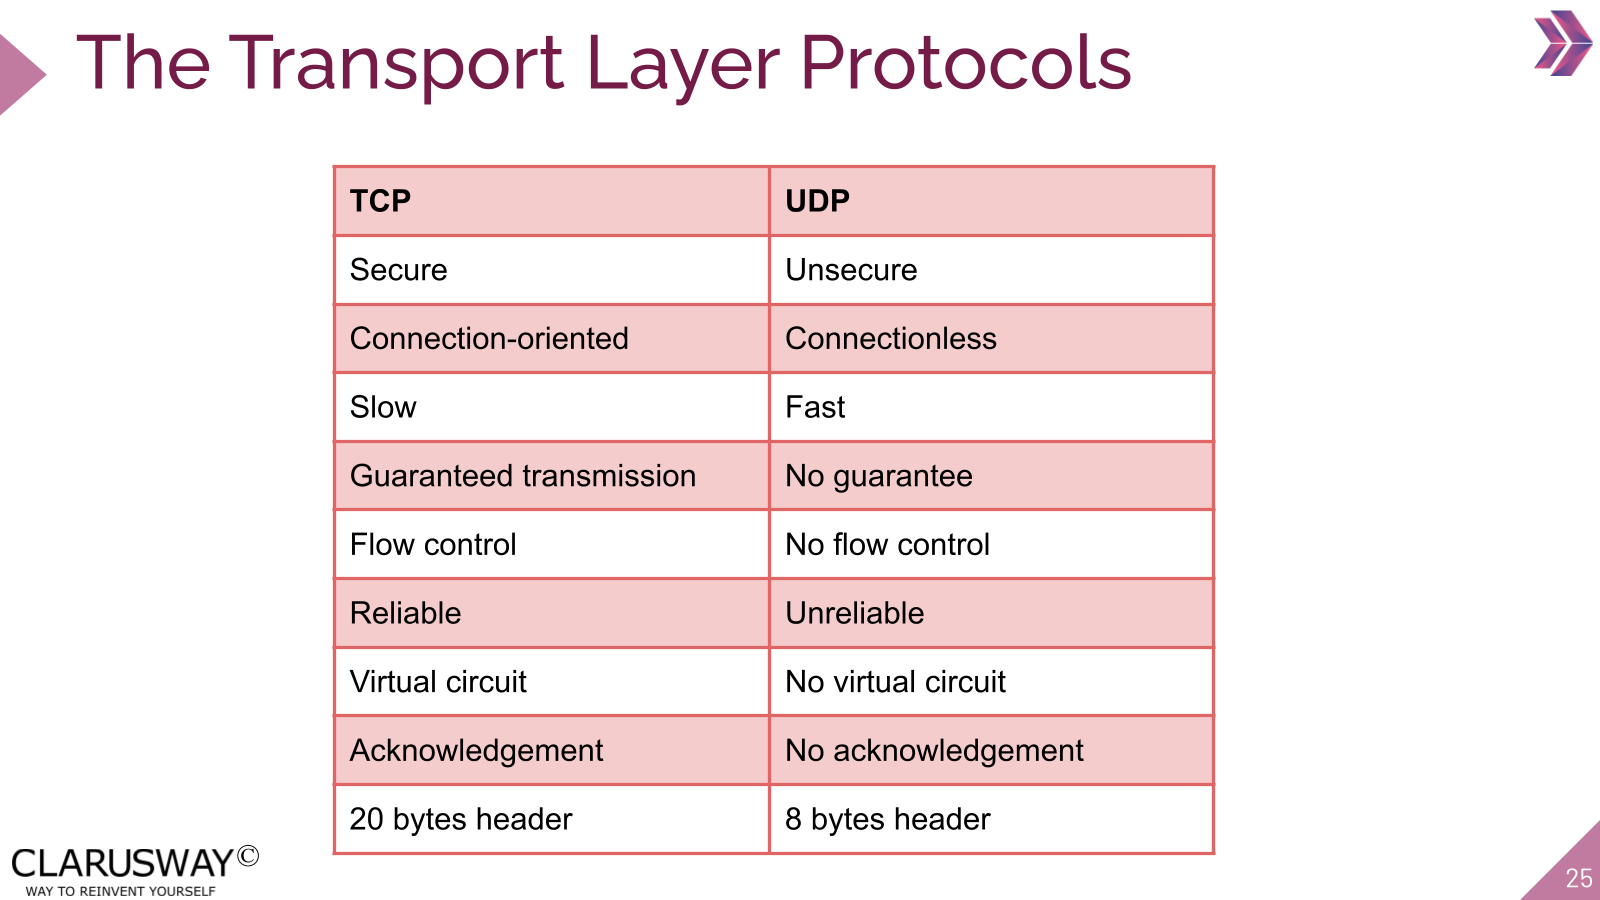 The Transport Layer Protocols
TCP UDP
Secure Unsecure
Connection-oriented Connectionless
Slow Fast
Guaranteed transmission No guarantee
Flow control No flow control
Reliable Unreliable
Virtual circuit No virtual circuit
Acknowledgement No acknowledgement
20 bytes header 8 bytes header
CLARUSWAY©
WAY TO REINVENT YOURSELF
25